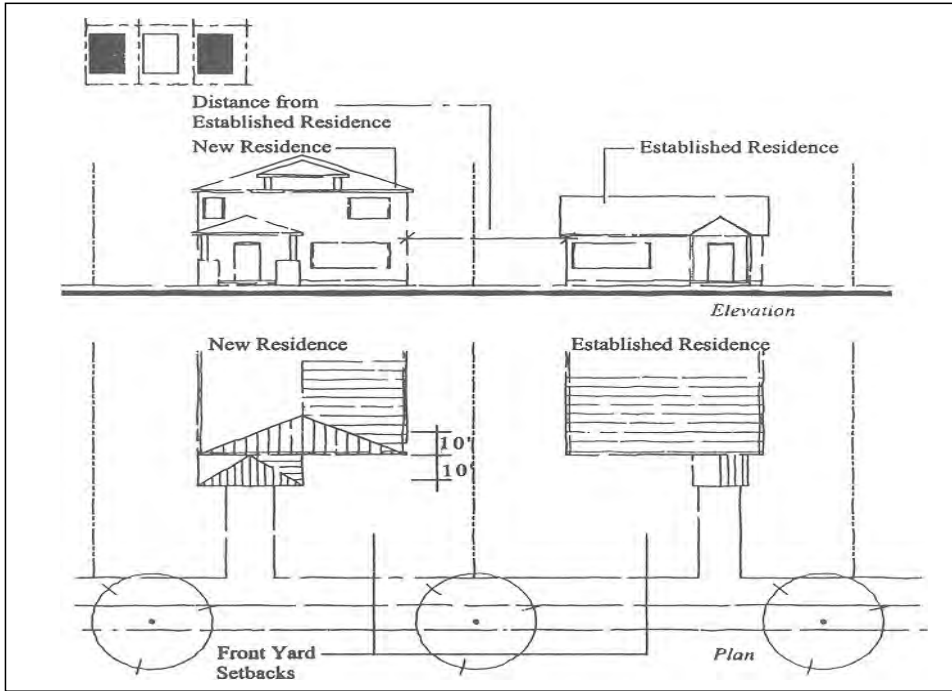 Distance from
Established Residence
New Residence
Established Residence
Elevation
New Residence
Established Residence
10'
10'
Front Yard
Setbacks
Plan